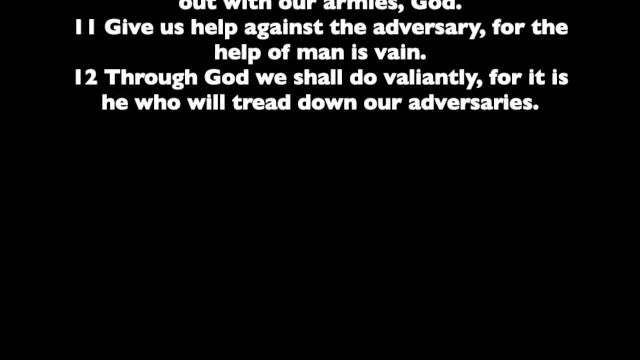 out with our armies, God.
11 Give us help against the adversary, for the
help of man is vain.
12 Through God we shall do valiantly, for it is
he who will tread down our adversaries.